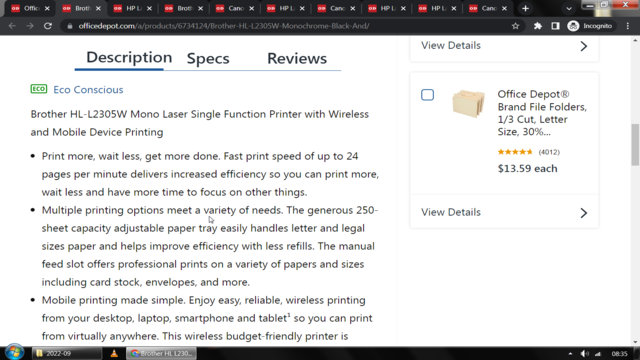 Offic
Broth
HP L
Broth
Canc
HP L
Canc
HP L
Canc
officedepot.com/a/products/6734124/Brother-HL-L2305W-Monochrome-Black-And/
Incognito
Description
Specs
Reviews
ECO Eco Conscious
Brother HL-L2305W Mono Laser Single Function Printer with Wireless
and Mobile Device Printing
• Print more, wait less, get more done. Fast print speed of up to 24
pages per minute delivers increased efficiency so you can print more,
wait less and have more time to focus on other things.
• Multiple printing options meet a variety of needs. The generous 250-
sheet capacity adjustable paper tray easily handles letter and legal
sizes paper and helps improve efficiency with less refills. The manual
feed slot offers professional prints on a variety of papers and sizes
including card stock, envelopes, and more.
• Mobile printing made simple. Enjoy easy, reliable, wireless printing
from your desktop, laptop, smartphone and tablet¹ so you can print
from virtually anywhere. This wireless budget-friendly printer is
View Details
Office Depot®
Brand File Folders,
1/3 Cut, Letter
Size, 30%...
(4012)
$13.59 each
View Details
2022-09
Brother HL L230...
08:35